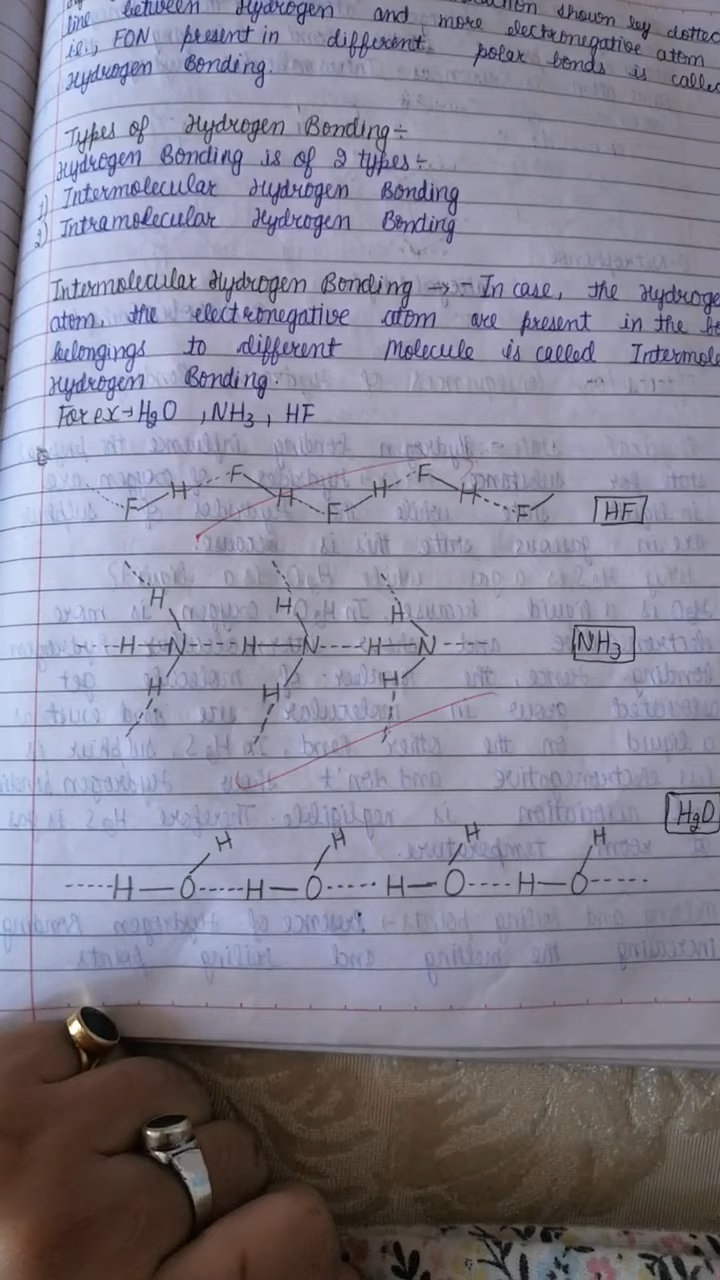 line between Hydrogen and more electronegative atom
i.e., FON present in different polar bonds is called
Hydrogen Bonding.
Types of Hydrogen Bonding÷
Hydrogen Bonding is of 2 types÷
1) Intermolecular Hydrogen Bonding
2) Intramolecular Hydrogen Bonding
Intermolecular Hydrogen Bonding →- In case, the Hydroge
atom, the electronegative atom are present in the
belongings to different Molecule is called Intermole
Hydrogen Bonding.
For ex→ H2O , NH3 , HF
F H F H F H F H F
HF
H H H
H N H N H N
NH3
H H H
H2O
H H H H
H O H O H O H O